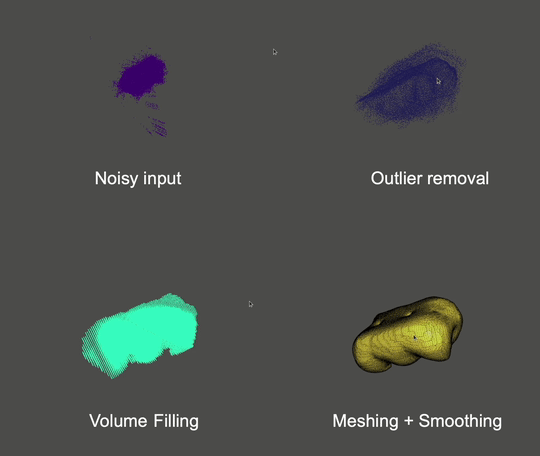 Noisy input
Outlier removal
Volume Filling
Meshing + Smoothing